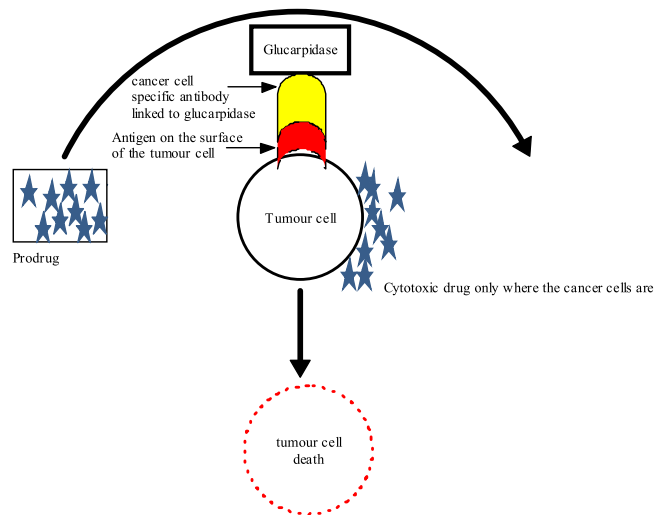 Glucarpidase
cancer cell
specific antibody
linked to glucarpidase
Antigen on the surface
of the tumour cell
Tumour cell
Prodrug
Cytotoxic drug only where the cancer cells are
tumour cell
death